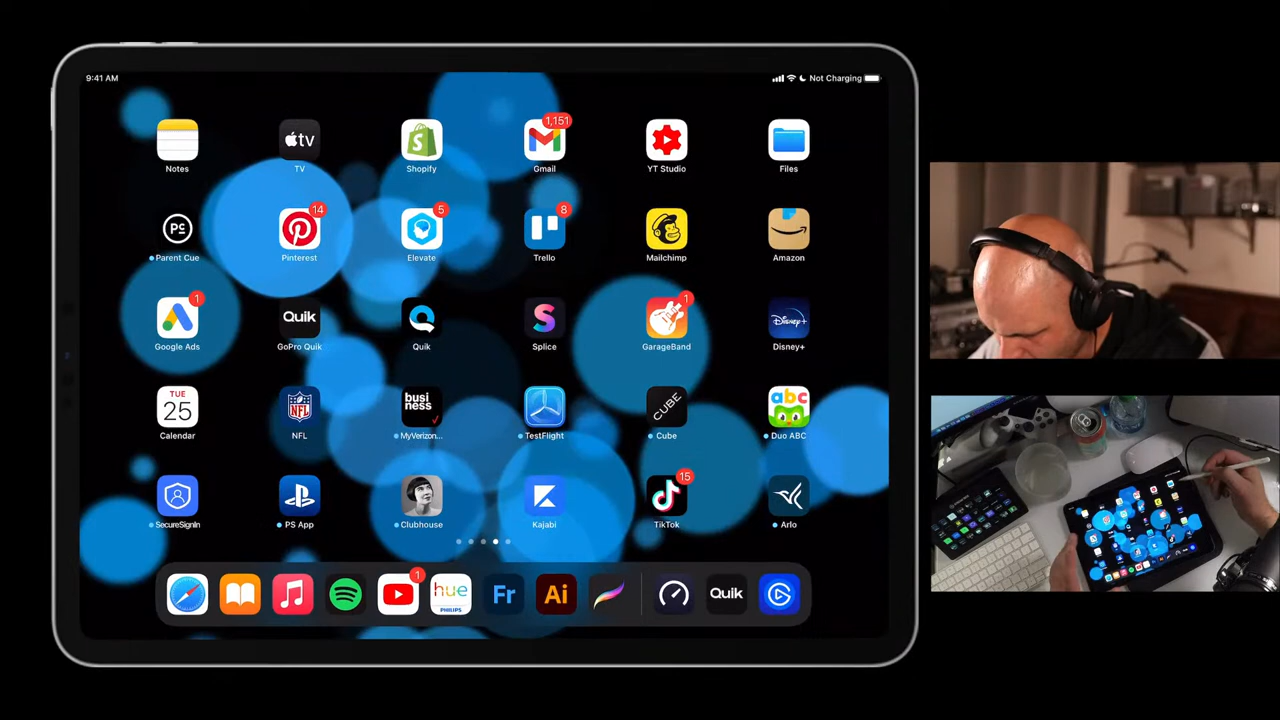 9:41 AM
Not Charging
1,151
Notes
tv
TV
Shopify
Gmail
YT Studio
Files
14
5
8
PC
Parent Cue
Pinterest
Elevate
Trello
Mailchimp
Amazon
1
Quik
1
Disney+
Google Ads
GoPro Quik
Quik
Splice
GarageBand
Disney+
TUE
25
NFL
busi
ness
CUBE
abc
Calendar
NFL
MyVerizon...
TestFlight
Cube
Duo ABC
15
SecureSignIn
PS App
Clubhouse
Kajabi
TikTok
Arlo
1
hue
PHILIPS
Fr
Ai
Quik